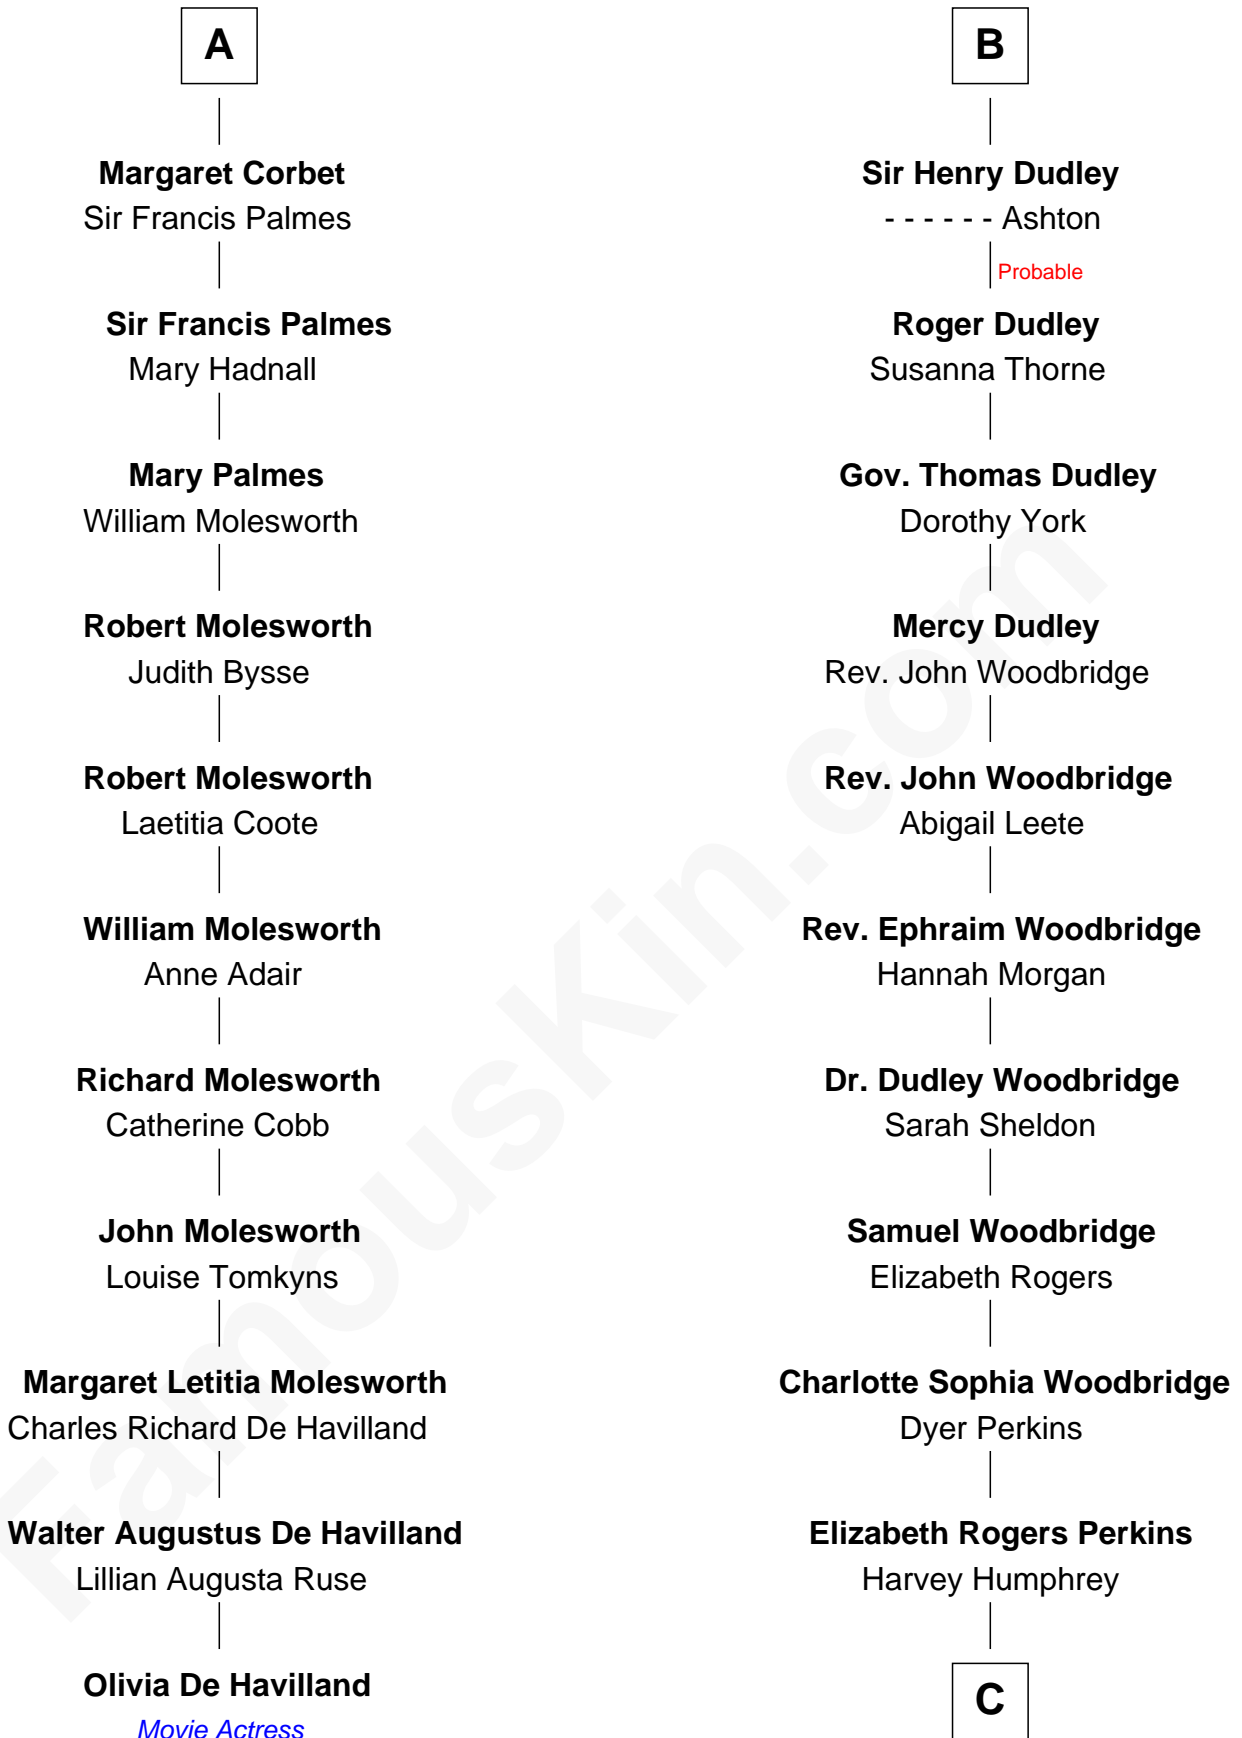 A
Margaret Corbet
Sir Francis Palmes
Sir Francis Palmes
Mary Hadnall
Mary Palmes
William Molesworth
Robert Molesworth
Judith Bysse
Robert Molesworth
Laetitia Coote
William Molesworth
Anne Adair
Richard Molesworth
Catherine Cobb
John Molesworth
Louise Tomkyns
Margaret Letitia Molesworth
Charles Richard De Havilland
Walter Augustus De Havilland
Lillian Augusta Ruse
Olivia De Havilland
Movie Actress
B
Sir Henry Dudley
- - - - - - Ashton
Probable
Roger Dudley
Susanna Thorne
Gov. Thomas Dudley
Dorothy York
Mercy Dudley
Rev. John Woodbridge
Rev. John Woodbridge
Abigail Leete
Rev. Ephraim Woodbridge
Hannah Morgan
Dr. Dudley Woodbridge
Sarah Sheldon
Samuel Woodbridge
Elizabeth Rogers
Charlotte Sophia Woodbridge
Dyer Perkins
Elizabeth Rogers Perkins
Harvey Humphrey
C
FamousKin.com